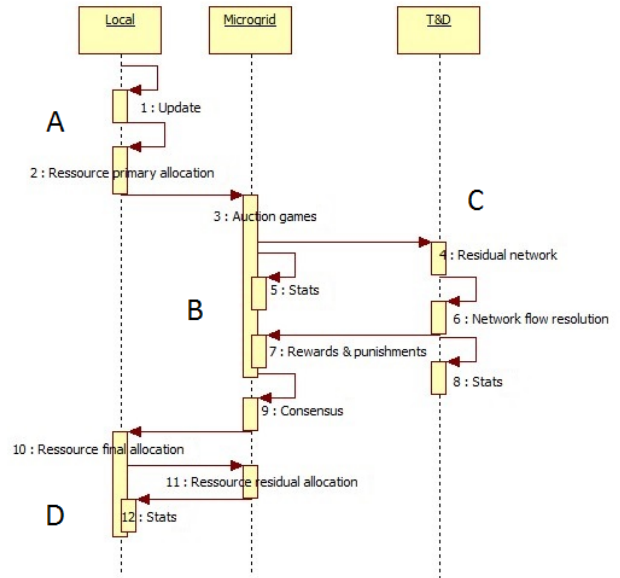 Local
Microgrid
T&D
1 : Update
A
2 : Ressource primary allocation
C
3 : Auction games
4 : Residual network
5 : Stats
B
6 : Network flow resolution
7 : Rewards & punishments
8 : Stats
9 : Consensus
10 : Ressource final allocation
11 : Ressource residual allocation
D
12 : Stats